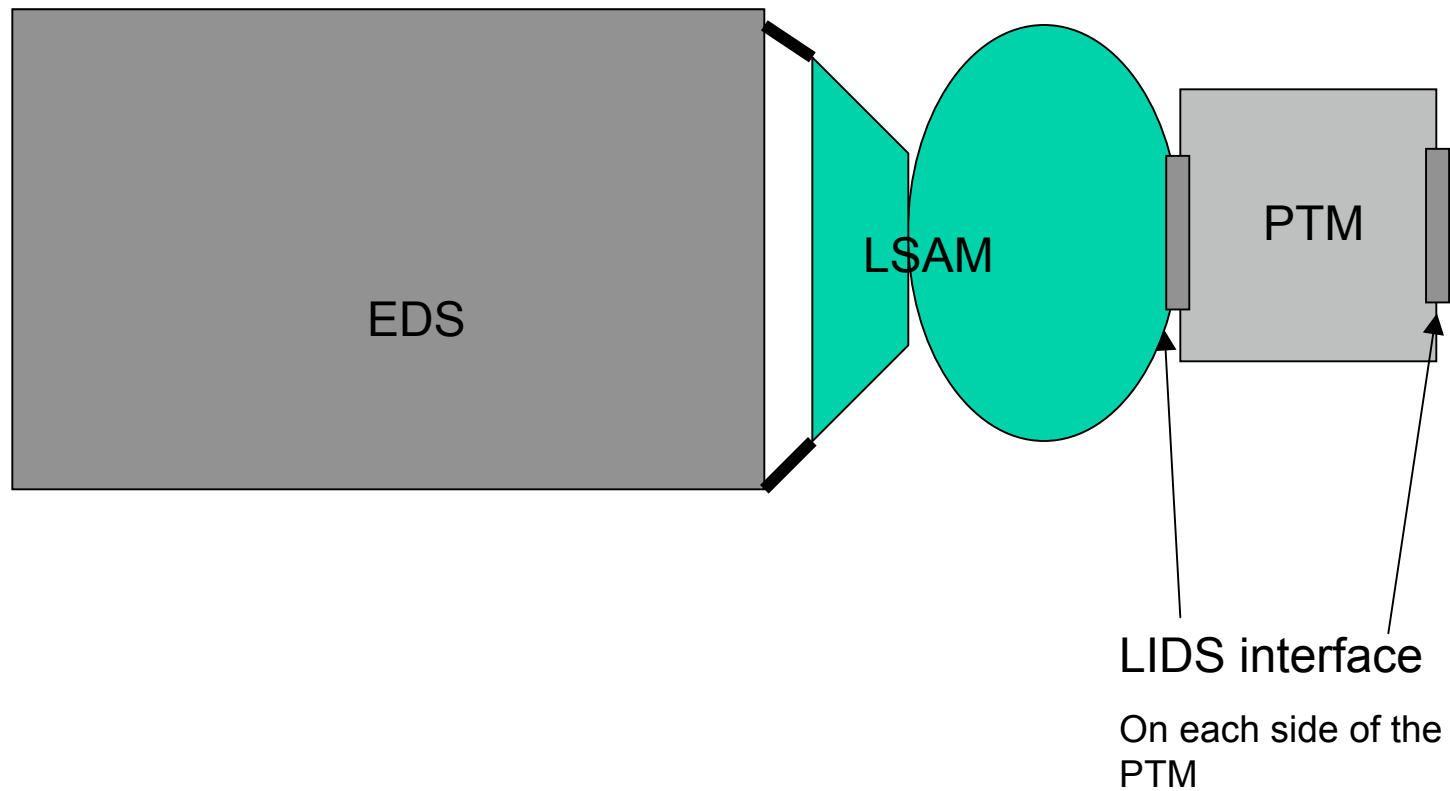 EDS
LSAM
PTM
LIDS interface
On each side of the
PTM